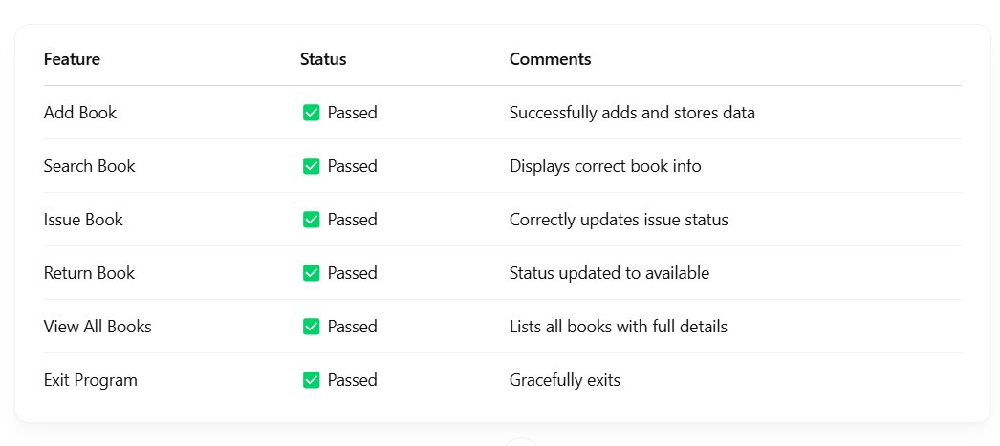 Feature Status Comments
Add Book ✅ Passed Successfully adds and stores data
Search Book ✅ Passed Displays correct book info
Issue Book ✅ Passed Correctly updates issue status
Return Book ✅ Passed Status updated to available
View All Books ✅ Passed Lists all books with full details
Exit Program ✅ Passed Gracefully exits